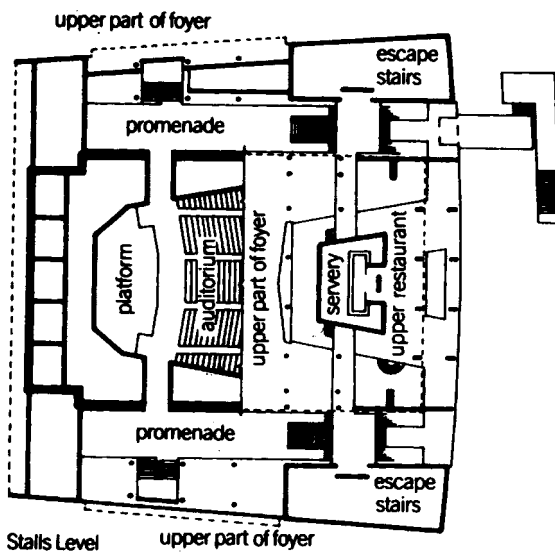 upper part of foyer
escape
stairs
promenade
platform
auditorium
upper part of foyer
servery
upper restaurant
promenade
escape
stairs
Stalls Level
upper part of foyer